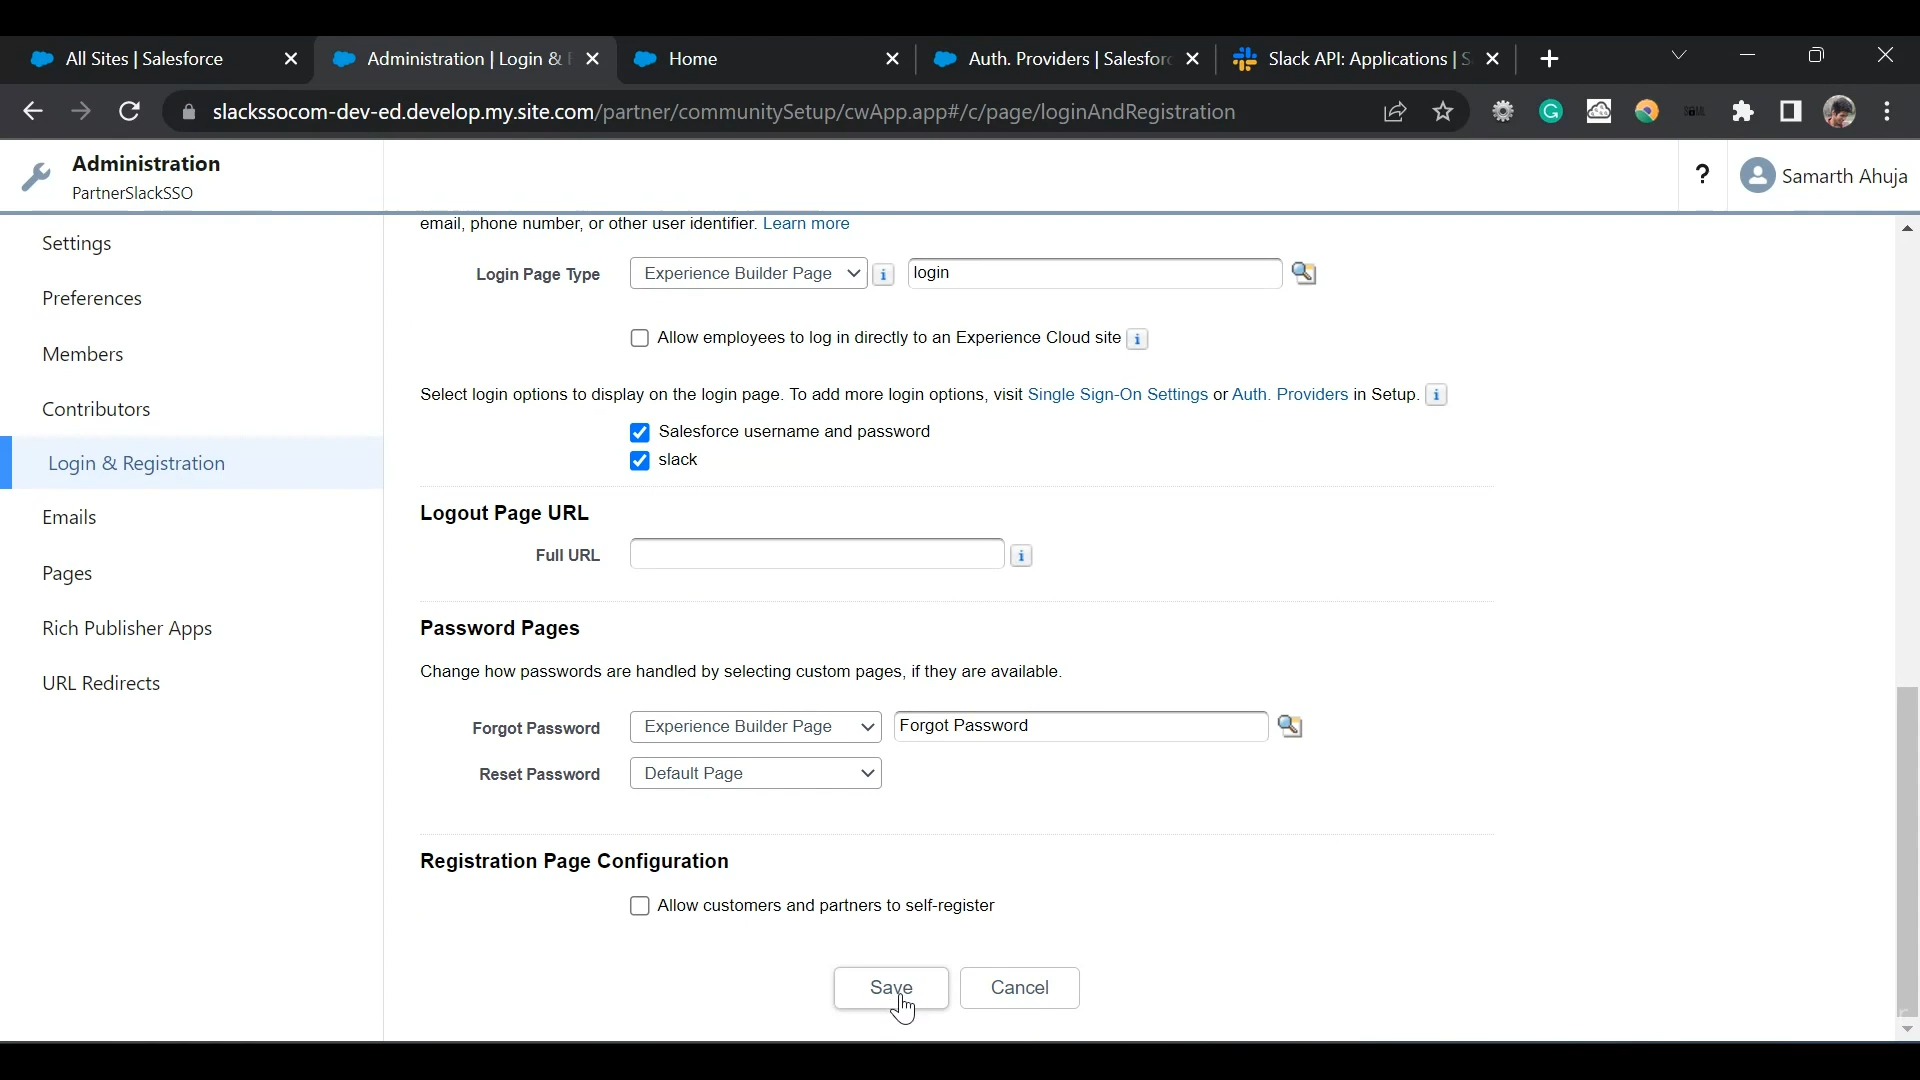 All Sites | Salesforce
Administration | Login &
Home
Auth. Providers | Salesforc
Slack API: Applications | S
slackssocom-dev-ed.develop.my.site.com/partner/communitySetup/cwApp.app#/c/page/loginAndRegistration
Administration
PartnerSlackSSO
?
Samarth Ahuja
Settings
Preferences
Members
Contributors
Login & Registration
Emails
Pages
Rich Publisher Apps
URL Redirects
email, phone number, or other user identifier. Learn more
Login Page Type Experience Builder Page i login
Allow employees to log in directly to an Experience Cloud site i
Select login options to display on the login page. To add more login options, visit Single Sign-On Settings or Auth. Providers in Setup. i
Salesforce username and password
slack
Logout Page URL
Full URL i
Password Pages
Change how passwords are handled by selecting custom pages, if they are available.
Forgot Password Experience Builder Page Forgot Password
Reset Password Default Page
Registration Page Configuration
Allow customers and partners to self-register
Save Cancel